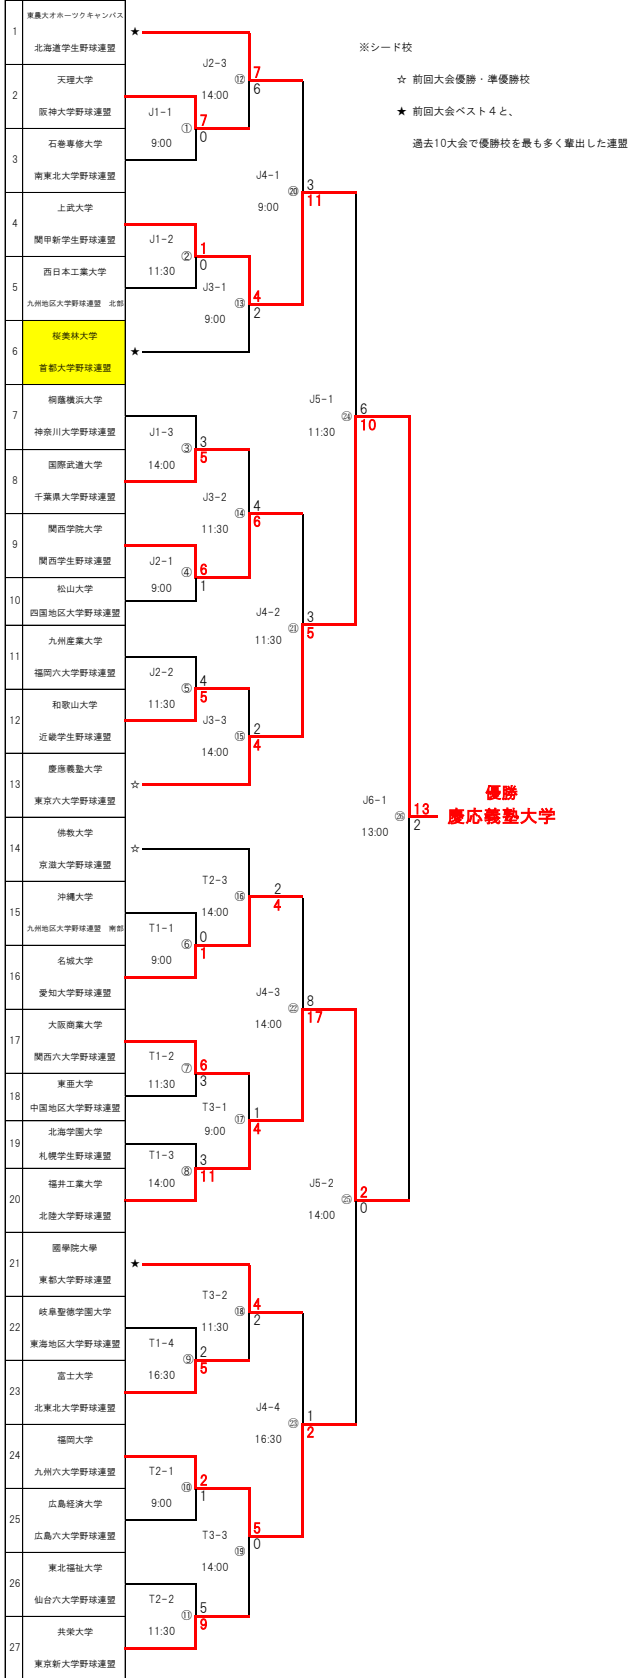 1
東農大オホーツクキャンパス
北海道学生野球連盟
★
2
天理大学
阪神大学野球連盟
3
石巻専修大学
南東北大学野球連盟
4
上武大学
関甲新学生野球連盟
5
西日本工業大学
九州地区大学野球連盟 北部
6
桜美林大学
首都大学野球連盟
★
7
桐蔭横浜大学
神奈川大学野球連盟
8
国際武道大学
千葉県大学野球連盟
9
関西学院大学
関西学生野球連盟
10
松山大学
四国地区大学野球連盟
11
九州産業大学
福岡六大学野球連盟
12
和歌山大学
近畿学生野球連盟
13
慶應義塾大学
東京六大学野球連盟
☆
14
佛教大学
京滋大学野球連盟
☆
15
沖縄大学
九州地区大学野球連盟 南部
16
名城大学
愛知大学野球連盟
17
大阪商業大学
関西六大学野球連盟
18
東亜大学
中国地区大学野球連盟
19
北海学園大学
札幌学生野球連盟
20
福井工業大学
北陸大学野球連盟
21
國學院大學
東都大学野球連盟
★
22
岐阜聖徳学園大学
東海地区大学野球連盟
23
富士大学
北東北大学野球連盟
24
福岡大学
九州六大学野球連盟
25
広島経済大学
広島六大学野球連盟
26
東北福祉大学
仙台六大学野球連盟
27
共栄大学
東京新大学野球連盟
J1-1
① 7
9:00 0
J1-2
② 1
11:30 0
J1-3
③ 3
14:00 5
J2-1
④ 6
9:00 1
J2-2
⑤ 4
11:30 5
T1-1
⑥ 0
9:00 1
T1-2
⑦ 6
11:30 3
T1-3
⑧ 3
14:00 11
T1-4
⑨ 2
16:30 5
T2-1
⑩ 2
9:00 1
T2-2
⑪ 5
11:30 9
J2-3
⑫ 7
14:00 6
J3-1
⑬ 4
9:00 2
J3-2
⑭ 4
11:30 6
J3-3
⑮ 2
14:00 4
T2-3
⑯ 2
14:00 4
T3-1
⑰ 1
9:00 4
T3-2
⑱ 4
11:30 2
T3-3
⑲ 5
14:00 0
J4-1
⑳ 3
9:00 11
J4-2
㉑ 3
11:30 5
J4-3
㉒ 8
14:00 17
J4-4
㉓ 1
16:30 2
J5-1
㉔ 6
11:30 10
J5-2
㉕ 2
14:00 0
J6-1
㉖ 13
13:00 2
優勝
慶応義塾大学
※シード校
☆ 前回大会優勝・準優勝校
★ 前回大会ベスト４と、
過去10大会で優勝校を最も多く輩出した連盟